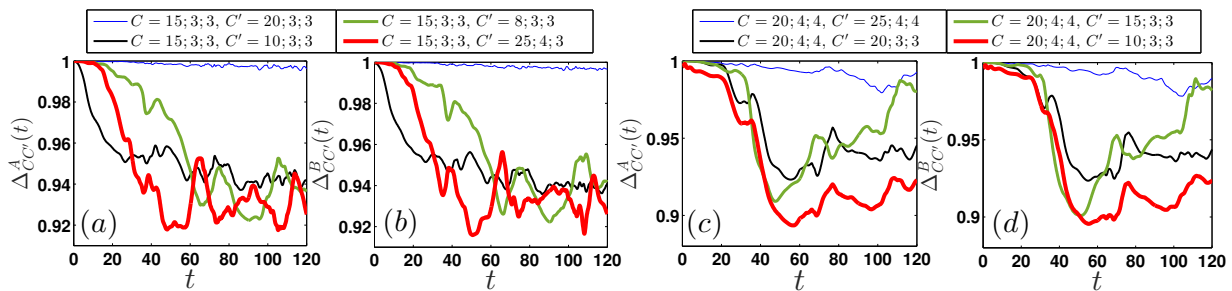 C = 15; 3; 3, C′ = 20; 3; 3
C = 15; 3; 3, C′ = 8; 3; 3
C = 15; 3; 3, C′ = 10; 3; 3
C = 15; 3; 3, C′ = 25; 4; 3
C = 20; 4; 4, C′ = 25; 4; 4
C = 20; 4; 4, C′ = 15; 3; 3
C = 20; 4; 4, C′ = 20; 3; 3
C = 20; 4; 4, C′ = 10; 3; 3
Δ^A_{CC′}(t)
1
0.98
0.96
0.94
0.92
(a)
0 20 40 60 80 100 120
t
Δ^B_{CC′}(t)
1
0.98
0.96
0.94
0.92
(b)
0 20 40 60 80 100 120
t
Δ^A_{CC′}(t)
1
0.95
0.9
(c)
0 20 40 60 80 100 120
t
Δ^B_{CC′}(t)
1
0.95
0.9
(d)
0 20 40 60 80 100 120
t